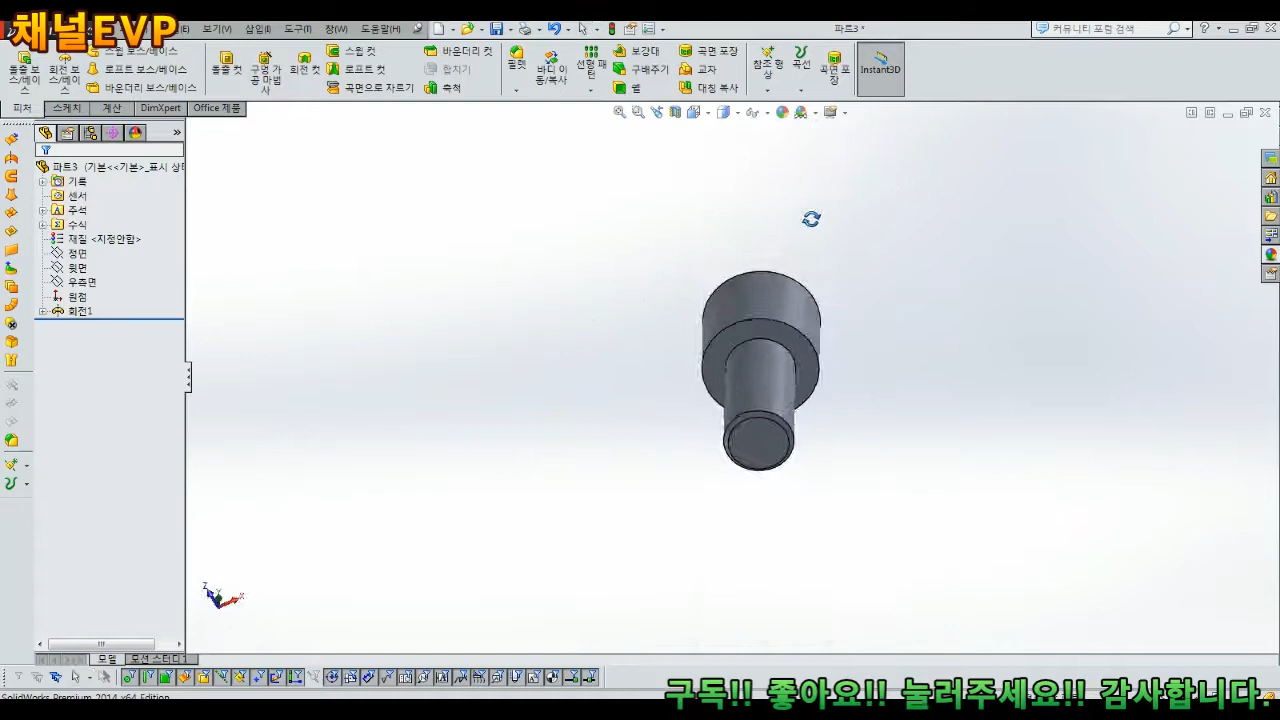 채널EVP
보기(V) 삽입(I) 도구(T) 창(W) 도움말(H) 파트3 * 커뮤니티 포럼 검색
스윕 보스/베이스 스윕 컷 바운더리 컷 보강대 곡면 포장
로프트 보스/베이스 로프트 컷 합치기 구배주기 교차
바운더리 보스/베이스 곡면으로 자르기 축척 쉘 대칭 복사
돌출 보스/베이스 회전 보스/베이스 돌출 컷 구멍 가공 마법사 회전 컷 필렛 바디 이동/복사 선형 패턴 참조 형상 곡선 곡면 포장 Instant3D
피처 스케치 계산 DimXpert Office 제품
파트3 (기본<<기본>_표시 상태
기록
센서
주석
수식
재질 <지정안함>
정면
윗면
우측면
원점
회전1
Z Y X
모델 모션 스터디 1
SolidWorks Premium 2014 x64 Edition
구독!! 좋아요!! 눌러주세요!! 감사합니다.